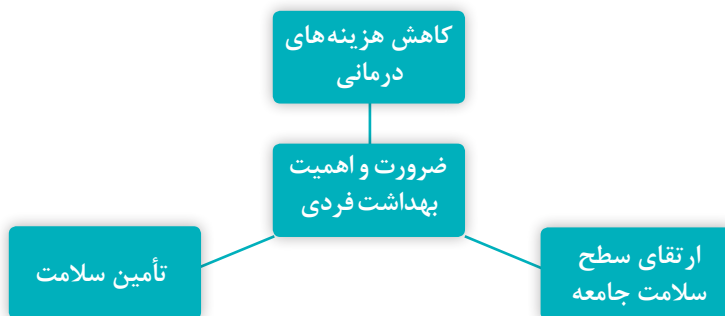 کاهش هزینه‌های
درمانی
ضرورت و اهمیت
بهداشت فردی
ارتقای سطح
سلامت جامعه
تأمین سلامت